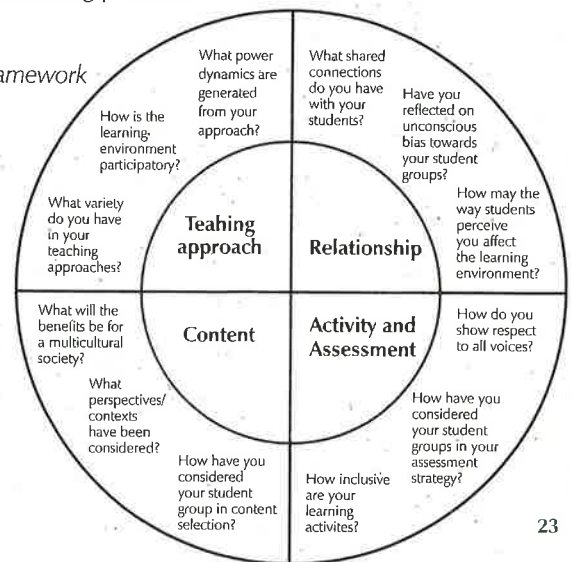 amework
What power
dynamics are
generated
from your
approach?
How is the
learning-
environment
participatory?
What variety
do you have
in your
teaching
approaches?
Teahing
approach
What shared
connections
do you have
with your
students?
Have you
reflected on
unconscious
bias towards
your student
groups?
How may the
way students
perceive
you affect
the learning
environment?
Relationship
What will the
benefits be for
a multicultural
society?
What
perspectives/
contexts
have been
considered?
How have you
considered
your student
group in content
selection?
Content
Activity and
Assessment
How do you
show respect
to all voices?
How have you
considered
your student
groups in your
assessment
strategy?
How inclusive
are your
learning
activites?
23